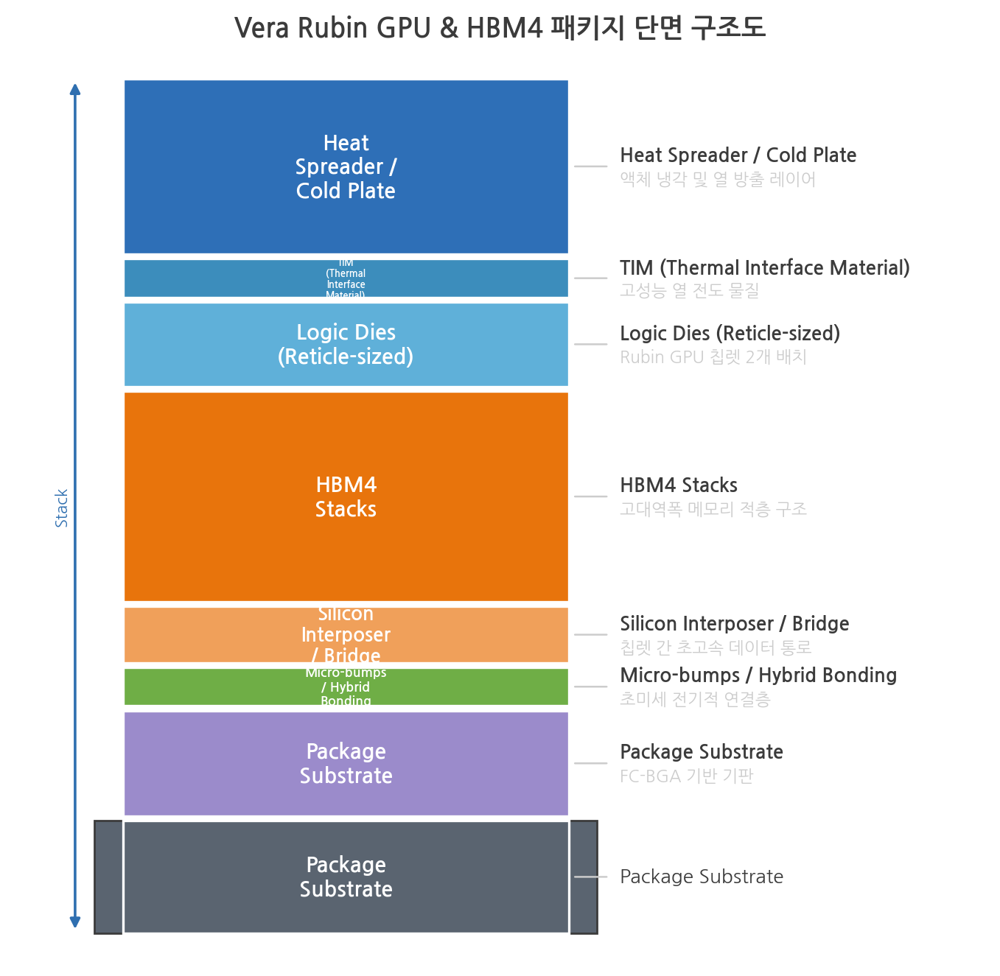 Vera Rubin GPU & HBM4 패키지 단면 구조도
Heat
Spreader /
Cold Plate
Heat Spreader / Cold Plate
액체 냉각 및 열 방출 레이어
TIM
(Thermal
Interface
Material)
TIM (Thermal Interface Material)
고성능 열 전도 물질
Logic Dies
(Reticle-sized)
Logic Dies (Reticle-sized)
Rubin GPU 칩렛 2개 배치
HBM4
Stacks
HBM4 Stacks
고대역폭 메모리 적층 구조
Stack
Silicon
Interposer
/ Bridge
Silicon Interposer / Bridge
칩렛 간 초고속 데이터 통로
Micro-bumps
/ Hybrid
Bonding
Micro-bumps / Hybrid Bonding
초미세 전기적 연결층
Package
Substrate
Package Substrate
FC-BGA 기반 기판
Package
Substrate
Package Substrate